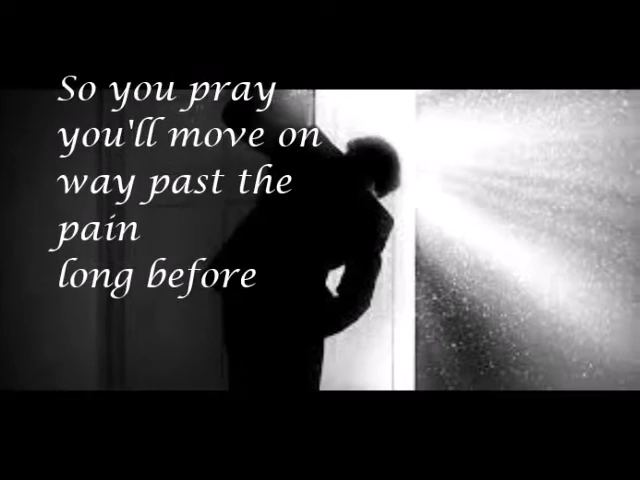 So you pray
you'll move on
way past the
pain
long before